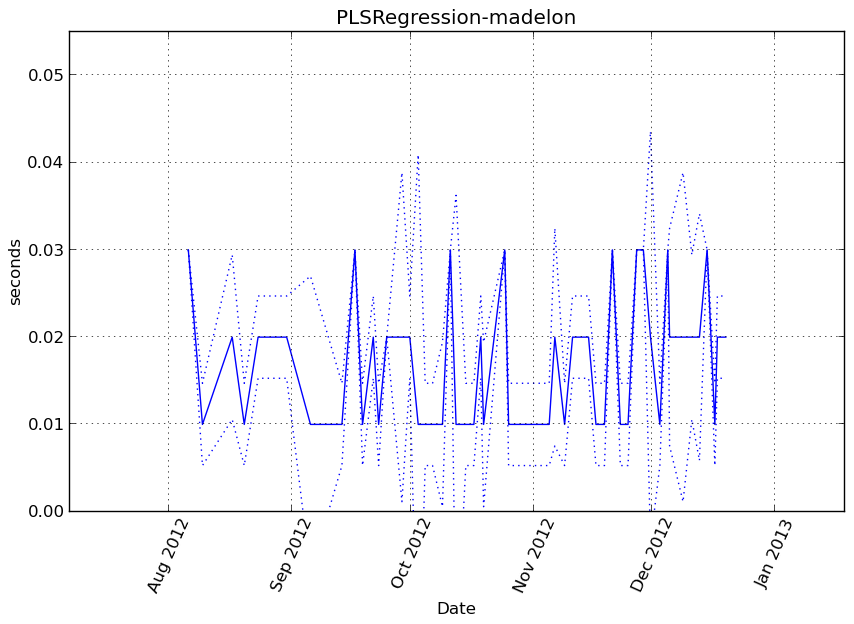 PLSRegression-madelon
0.05
0.04
0.03
0.02
0.01
0.00
seconds
Aug 2012
Sep 2012
Oct 2012
Nov 2012
Dec 2012
Jan 2013
Date